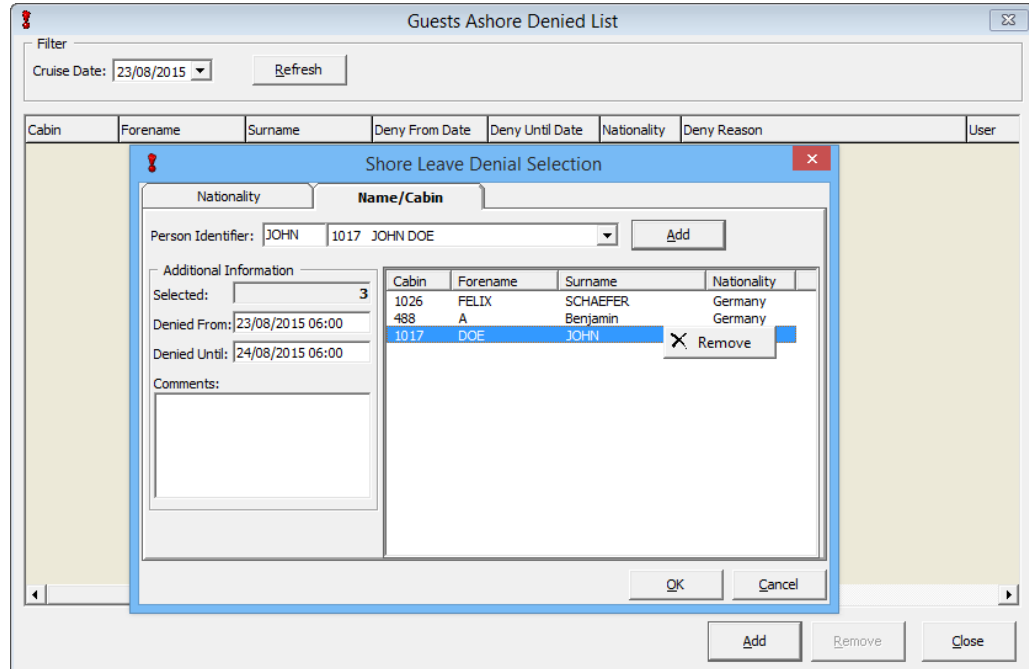 Guests Ashore Denied List
Filter
Cruise Date: 23/08/2015 Refresh
Cabin Forename Surname Deny From Date Deny Until Date Nationality Deny Reason User
Shore Leave Denial Selection
Nationality Name/Cabin
Person Identifier: JOHN 1017 JOHN DOE Add
Additional Information
Selected: 3
Denied From: 23/08/2015 06:00
Denied Until: 24/08/2015 06:00
Comments:
Cabin Forename Surname Nationality
1026 FELIX SCHAEFER Germany
488 A Benjamin Germany
1017 DOE JOHN
Remove
OK Cancel
Add Remove Close